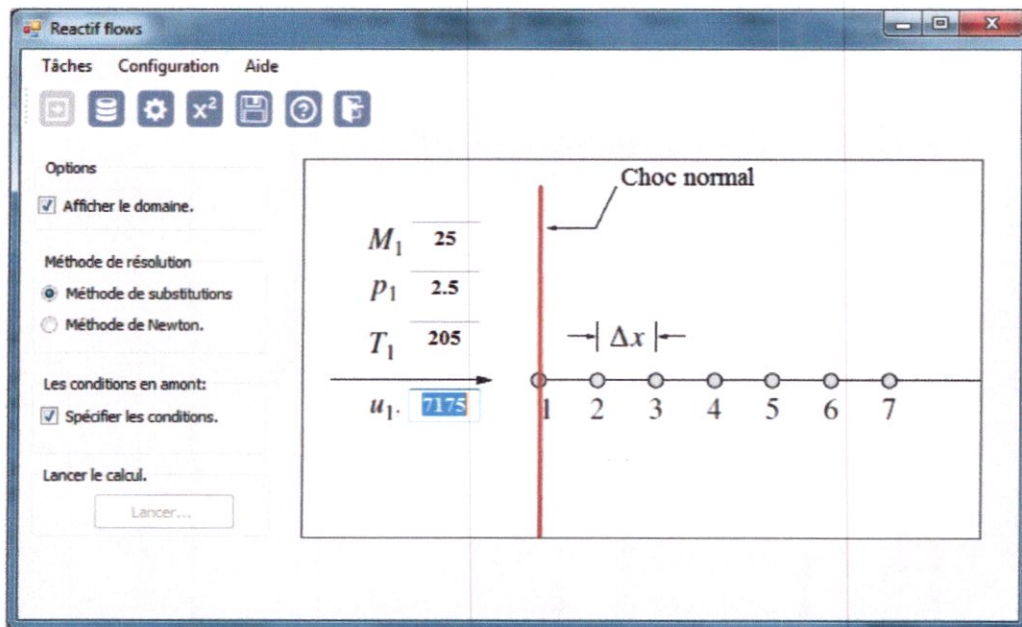 Reactif flows
Tâches Configuration Aide
x²
?
Options
Afficher le domaine.
Méthode de résolution
Méthode de substitutions
Méthode de Newton.
Les conditions en amont:
Spécifier les conditions.
Lancer le calcul.
Lancer...
Choc normal
M₁ 25
p₁ 2.5
T₁ 205
u₁. 7175
Δx
1 2 3 4 5 6 7